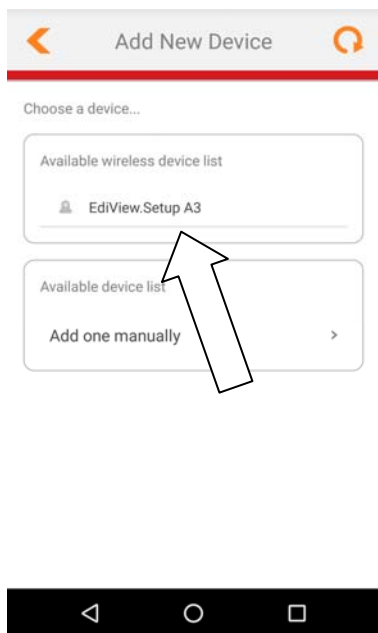 Add New Device
Choose a device...
Available wireless device list
EdiView.Setup A3
Available device list
Add one manually